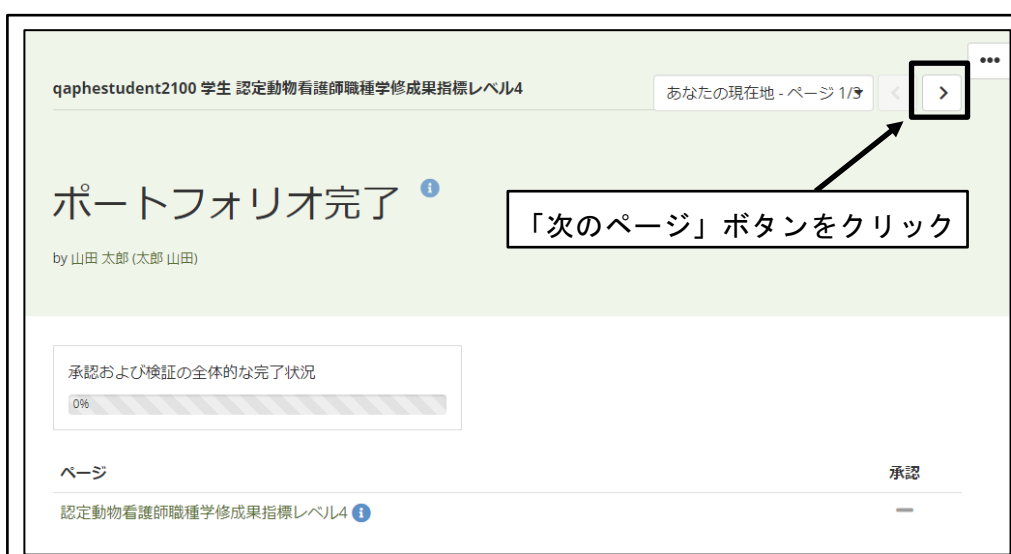 •••
qaphestudent2100 学生 認定動物看護師職種学修成果指標レベル4
あなたの現在地 - ページ 1/3
ポートフォリオ完了
「次のページ」ボタンをクリック
by 山田 太郎 (太郎 山田)
承認および検証の全体的な完了状況
0%
ページ 承認
認定動物看護師職種学修成果指標レベル4